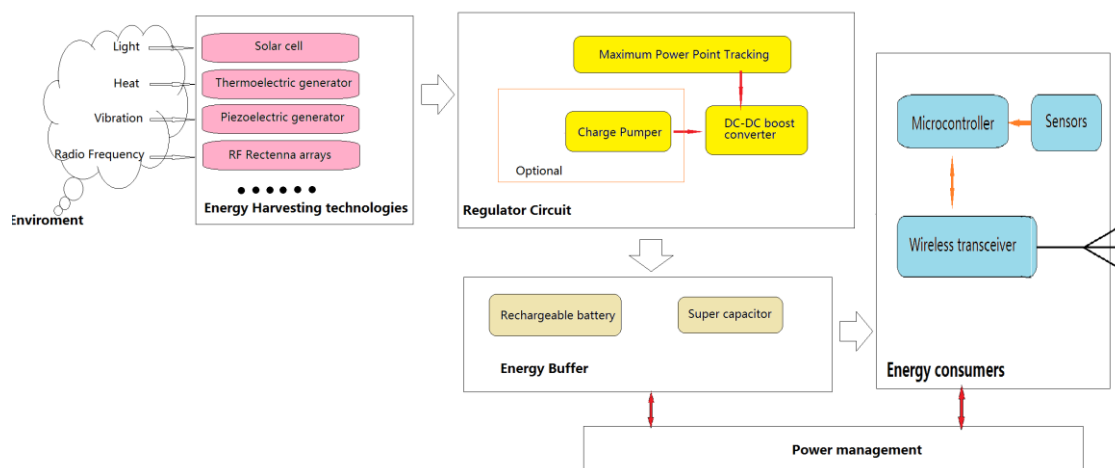 Light
Heat
Vibration
Radio Frequency
Enviroment
Solar cell
Thermoelectric generator
Piezoelectric generator
RF Rectenna arrays
Energy Harvesting technologies
Maximum Power Point Tracking
Charge Pumper
DC-DC boost
converter
Optional
Regulator Circuit
Rechargeable battery
Super capacitor
Energy Buffer
Microcontroller
Sensors
Wireless transceiver
Energy consumers
Power management